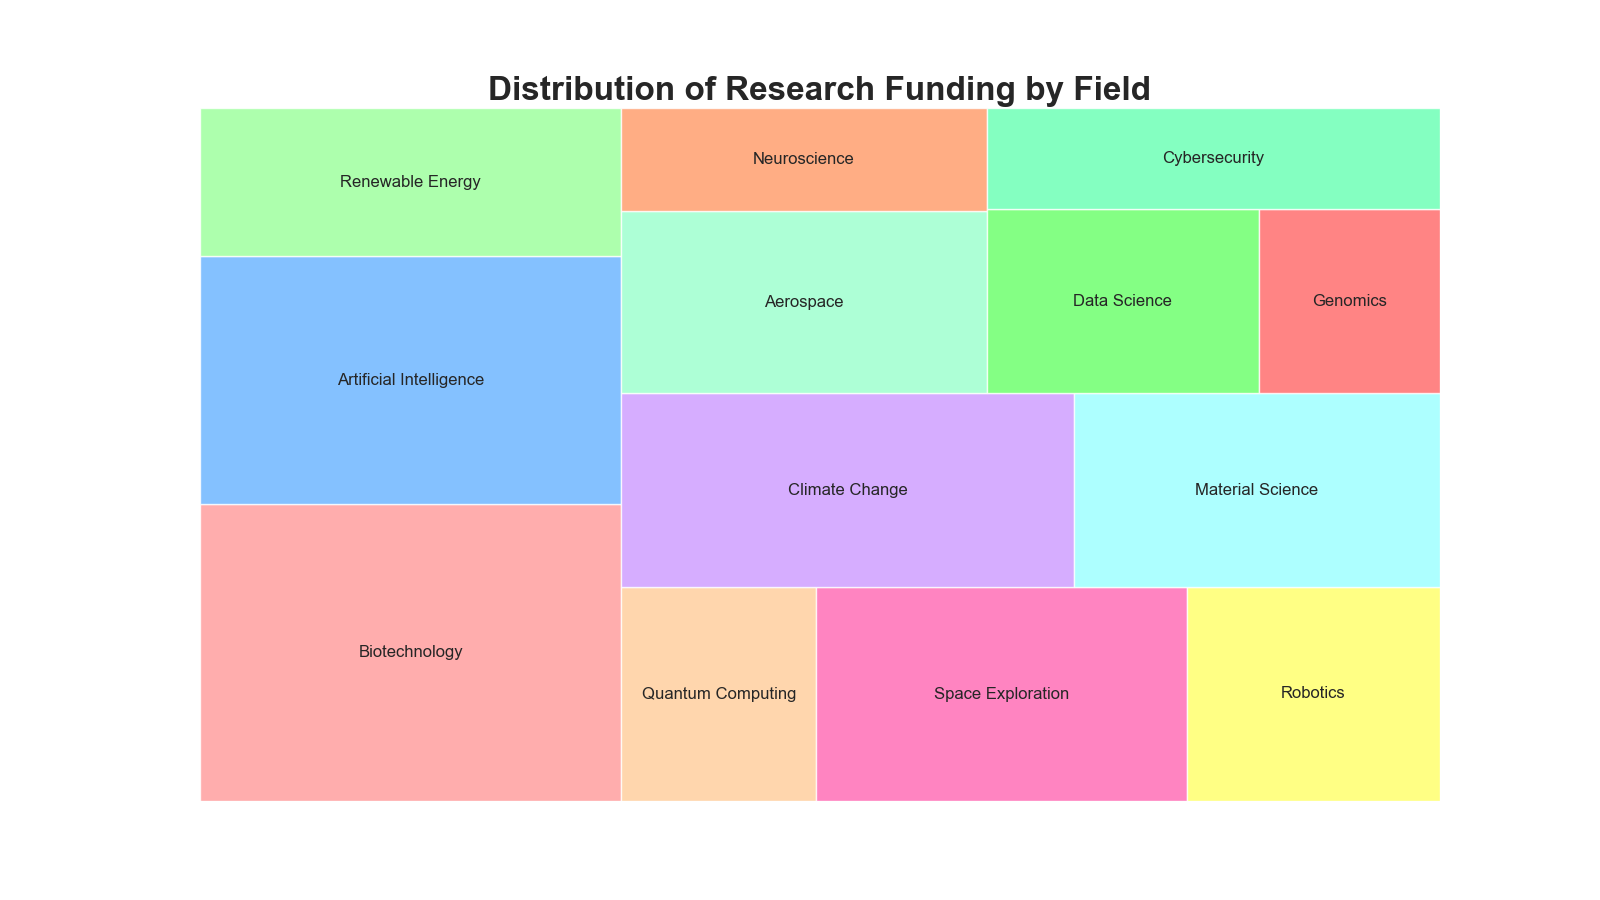 Distribution of Research Funding by Field
Renewable Energy
Neuroscience
Cybersecurity
Artificial Intelligence
Aerospace
Data Science
Genomics
Climate Change
Material Science
Biotechnology
Quantum Computing
Space Exploration
Robotics